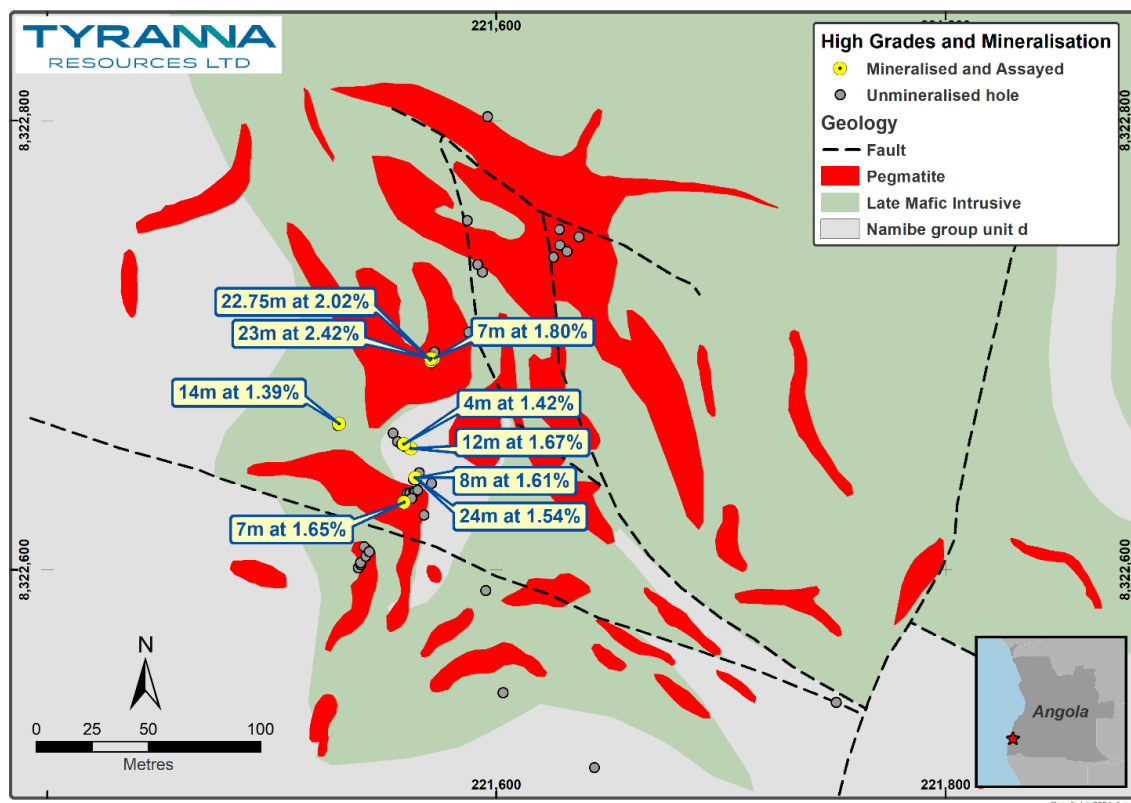 TYRANNA
RESOURCES LTD
221,600
8,322,800
8,322,800
High Grades and Mineralisation
Mineralised and Assayed
Unmineralised hole
Geology
Fault
Pegmatite
Late Mafic Intrusive
Namibe group unit d
22.75m at 2.02%
23m at 2.42%
7m at 1.80%
14m at 1.39%
4m at 1.42%
12m at 1.67%
8m at 1.61%
24m at 1.54%
7m at 1.65%
8,322,600
8,322,600
N
0 25 50 100
Metres
Angola
221,600
221,800